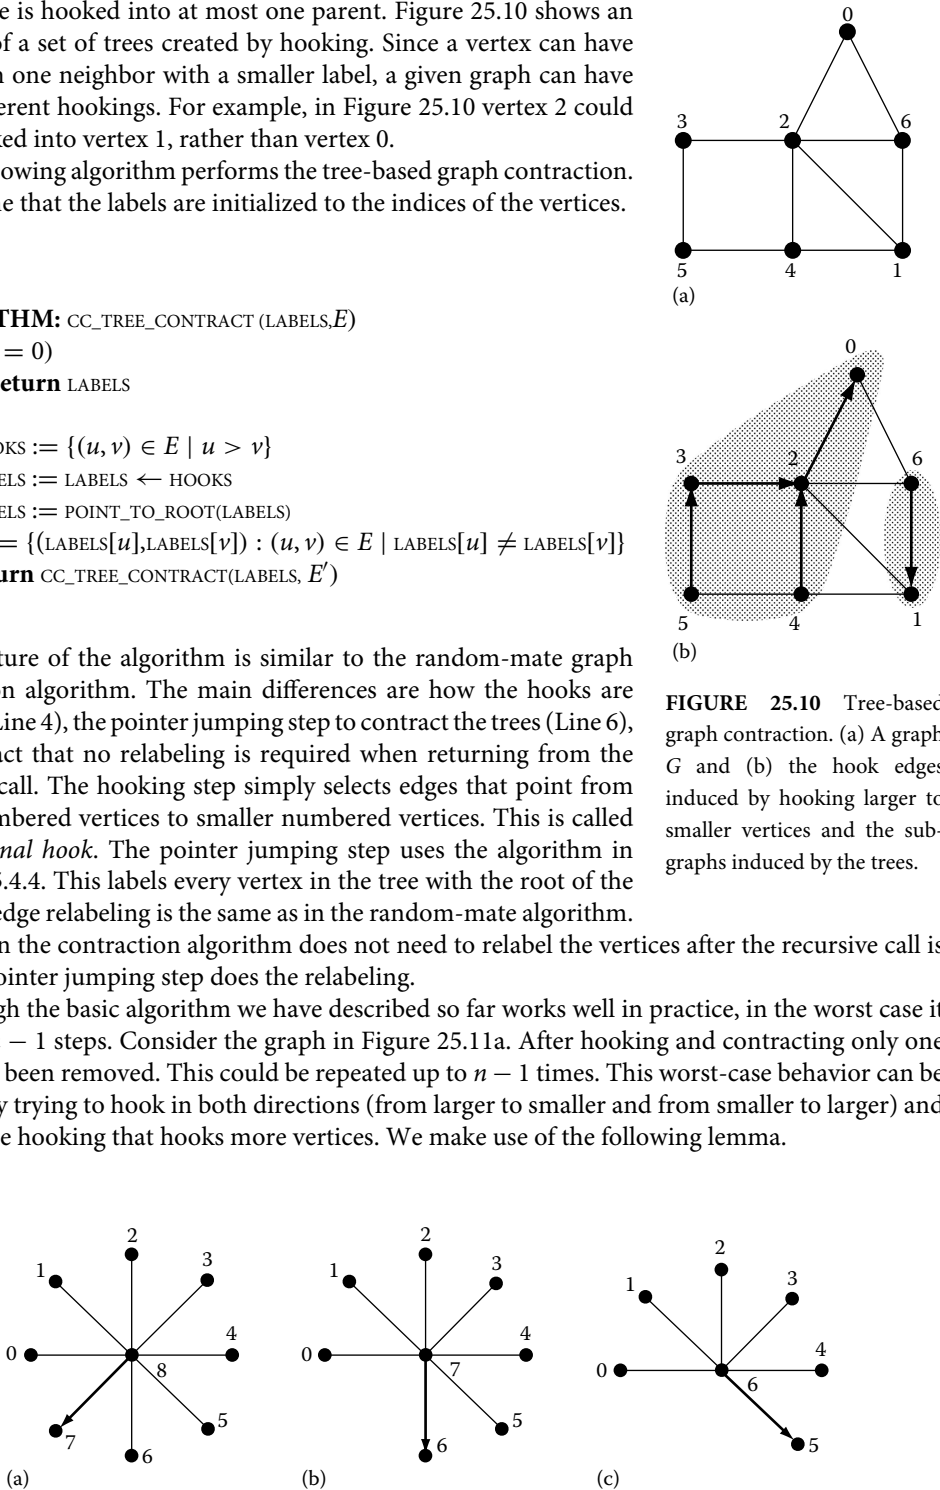 e is hooked into at most one parent. Figure 25.10 shows an
of a set of trees created by hooking. Since a vertex can have
n one neighbor with a smaller label, a given graph can have
erent hookings. For example, in Figure 25.10 vertex 2 could
ked into vertex 1, rather than vertex 0.
owing algorithm performs the tree-based graph contraction.
e that the labels are initialized to the indices of the vertices.
THM: CC_TREE_CONTRACT (LABELS,E)
= 0)
eturn LABELS
OKS := {(u, v) ∈ E | u > v}
ELS := LABELS ← HOOKS
ELS := POINT_TO_ROOT(LABELS)
= {(LABELS[u],LABELS[v]) : (u, v) ∈ E | LABELS[u] ≠ LABELS[v]}
urn CC_TREE_CONTRACT(LABELS, E′)
ture of the algorithm is similar to the random-mate graph
on algorithm. The main differences are how the hooks are
Line 4), the pointer jumping step to contract the trees (Line 6),
act that no relabeling is required when returning from the
call. The hooking step simply selects edges that point from
mbered vertices to smaller numbered vertices. This is called
nal hook. The pointer jumping step uses the algorithm in
5.4.4. This labels every vertex in the tree with the root of the
edge relabeling is the same as in the random-mate algorithm.
n the contraction algorithm does not need to relabel the vertices after the recursive call is
ointer jumping step does the relabeling.
gh the basic algorithm we have described so far works well in practice, in the worst case it
− 1 steps. Consider the graph in Figure 25.11a. After hooking and contracting only one
been removed. This could be repeated up to n − 1 times. This worst-case behavior can be
y trying to hook in both directions (from larger to smaller and from smaller to larger) and
e hooking that hooks more vertices. We make use of the following lemma.
0
3 2 6
5 4 1
(a)
0
3 2 6
5 4 1
(b)
FIGURE 25.10 Tree-based
graph contraction. (a) A graph
G and (b) the hook edges
induced by hooking larger to
smaller vertices and the sub-
graphs induced by the trees.
2
1 3
0 4
8
7 5
6
(a)
2
1 3
0 4
7
5
6
(b)
2
1 3
0 4
6
5
(c)